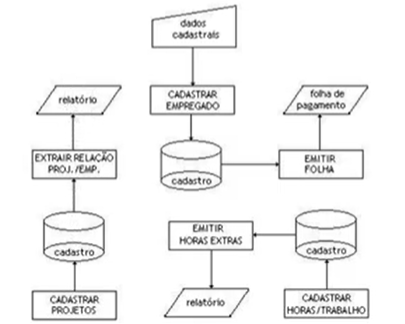 dados
cadastrais
CADASTRAR
EMPREGADO
relatório
folha de
pagamento
EXTRAIR RELAÇÃO
PROJ./EMP.
cadastro
EMITIR
FOLHA
cadastro
EMITIR
HORAS EXTRAS
cadastro
CADASTRAR
PROJETOS
relatório
CADASTRAR
HORAS/TRABALHO